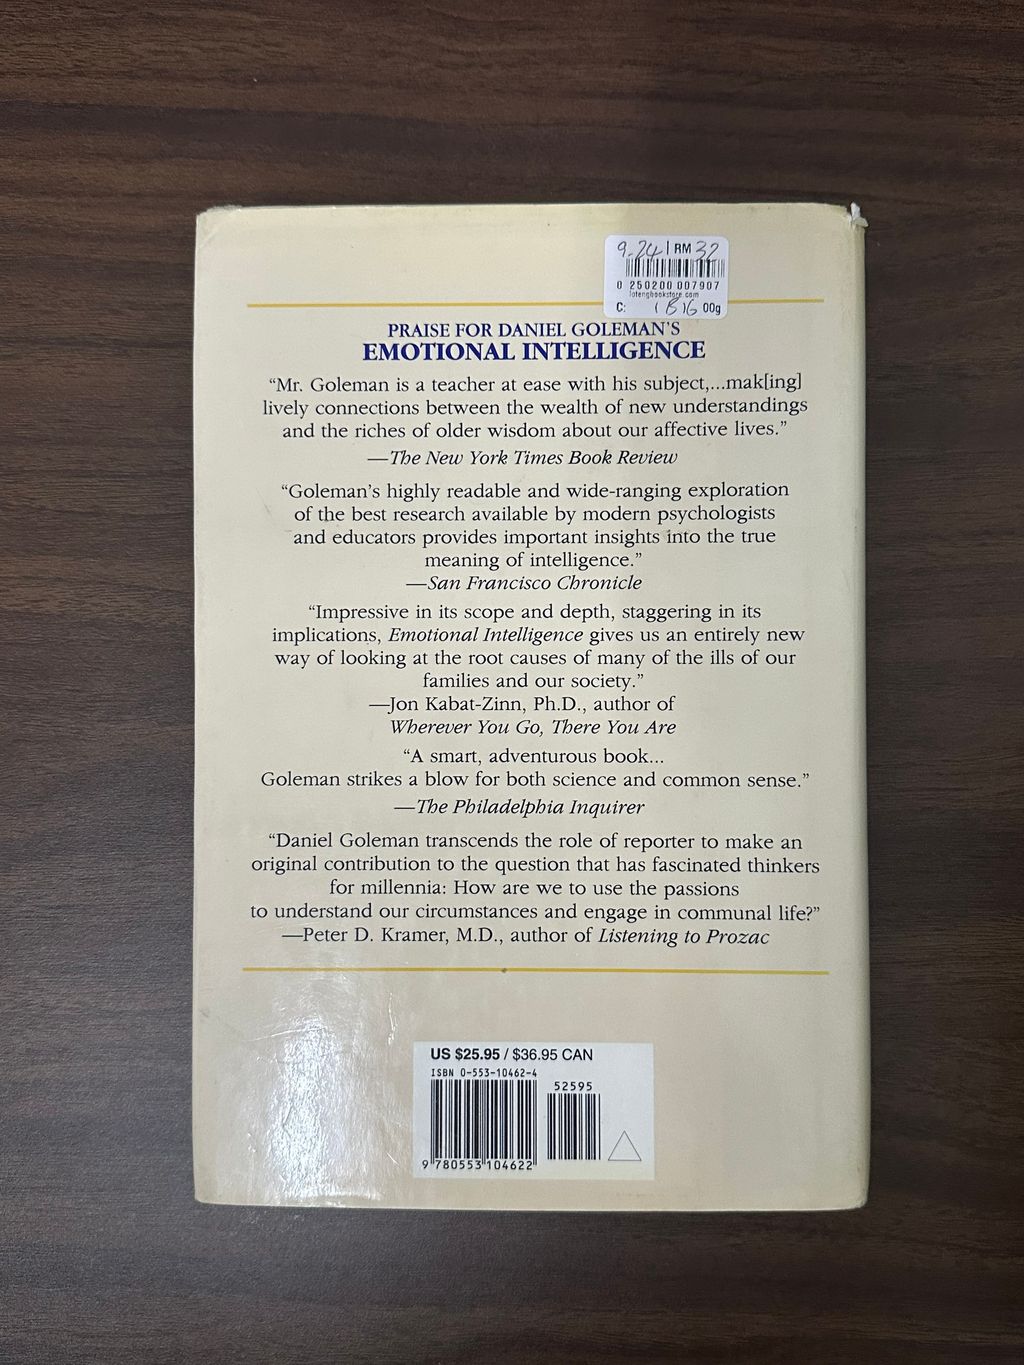 9.24 | RM 32
0 250200 007907
lotengbookstore.com
C: 00g
PRAISE FOR DANIEL GOLEMAN'S
EMOTIONAL INTELLIGENCE
“Mr. Goleman is a teacher at ease with his subject,...mak[ing]
lively connections between the wealth of new understandings
and the riches of older wisdom about our affective lives.”
—The New York Times Book Review
“Goleman's highly readable and wide-ranging exploration
of the best research available by modern psychologists
and educators provides important insights into the true
meaning of intelligence.”
—San Francisco Chronicle
“Impressive in its scope and depth, staggering in its
implications, Emotional Intelligence gives us an entirely new
way of looking at the root causes of many of the ills of our
families and our society.”
—Jon Kabat-Zinn, Ph.D., author of
Wherever You Go, There You Are
“A smart, adventurous book...
Goleman strikes a blow for both science and common sense.”
—The Philadelphia Inquirer
“Daniel Goleman transcends the role of reporter to make an
original contribution to the question that has fascinated thinkers
for millennia: How are we to use the passions
to understand our circumstances and engage in communal life?”
—Peter D. Kramer, M.D., author of Listening to Prozac
US $25.95 / $36.95 CAN
ISBN 0-553-10462-4
52595
9 780553 104622